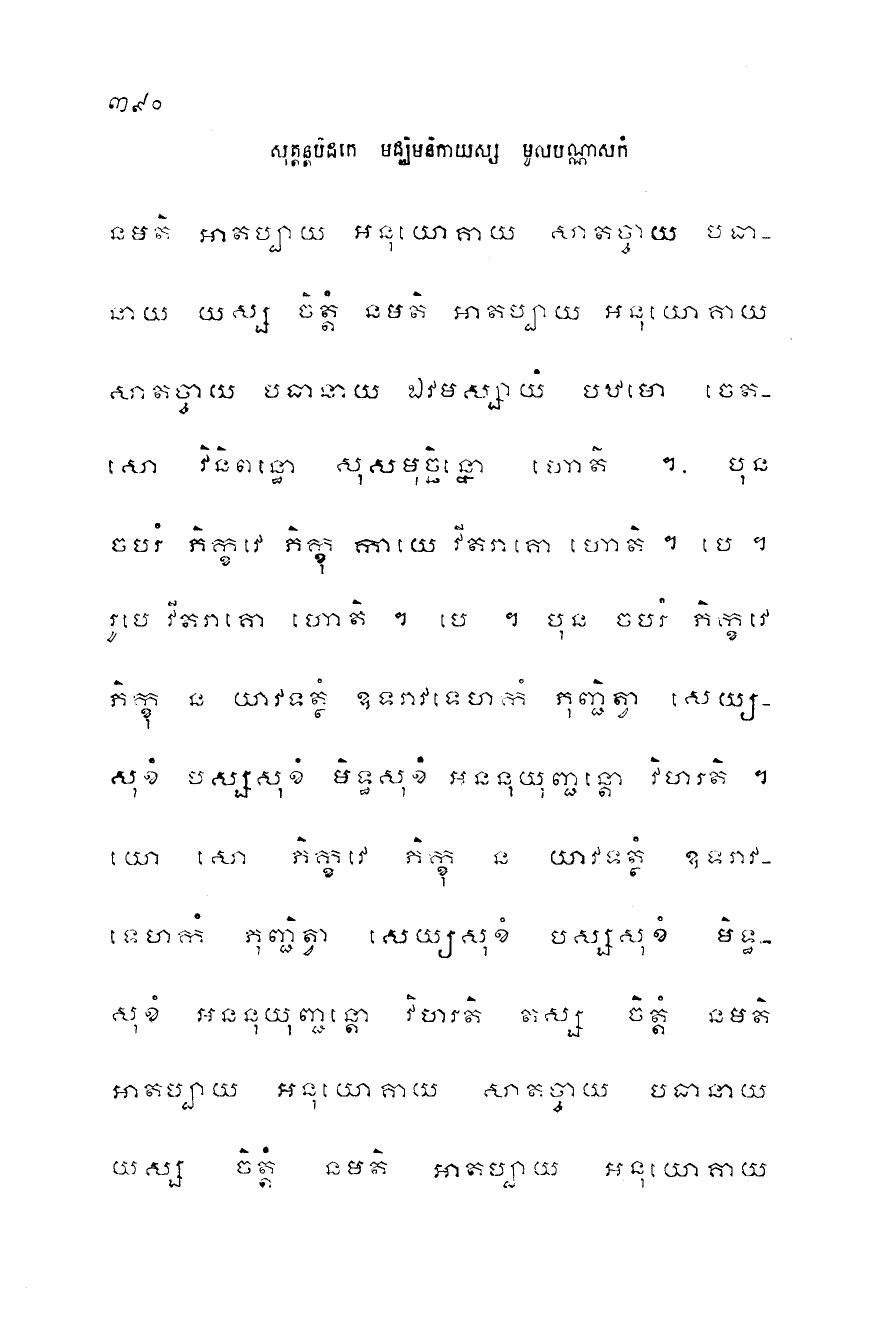 ៣៩០
សុត្តន្តបិដកេ មជ្ឈិមនិកាយស្ស មូលបណ្ណាសកំ
នមតិ អាតប្បាយ អនុយោគាយ សាតច្ចាយ បធា-
នាយ យស្ស ចិត្តំ នមតិ អាតប្បាយ អនុយោគាយ
សាតច្ចាយ បធានាយ ឯវមស្សាយំ បឋមោ ចេត-
សោ វិនិពន្ធោ សុសមុច្ឆិន្នោ ហោតិ ។ បុន
ចបរំ ភិក្ខវេ ភិក្ខុ កាយេ វីតរាគោ ហោតិ ។ បេ ។
រូបេ វីតរាគោ ហោតិ ។ បេ ។ បុន ចបរំ ភិក្ខវេ
ភិក្ខុ ន យាវទត្ថំ ឧទរាវទេហកំ ភុញ្ជិត្វា សេយ្យ-
សុខំ បស្សសុខំ មិទ្ធសុខំ អននុយុញ្ជន្តោ វិហរតិ ។
យោ សោ ភិក្ខវេ ភិក្ខុ ន យាវទត្ថំ ឧទរាវ-
ទេហកំ ភុញ្ជិត្វា សេយ្យសុខំ បស្សសុខំ មិទ្ធ-
សុខំ អននុយុញ្ជន្តោ វិហរតិ តស្ស ចិត្តំ នមតិ
អាតប្បាយ អនុយោគាយ សាតច្ចាយ បធានាយ
យស្ស ចិត្តំ នមតិ អាតប្បាយ អនុយោគាយ